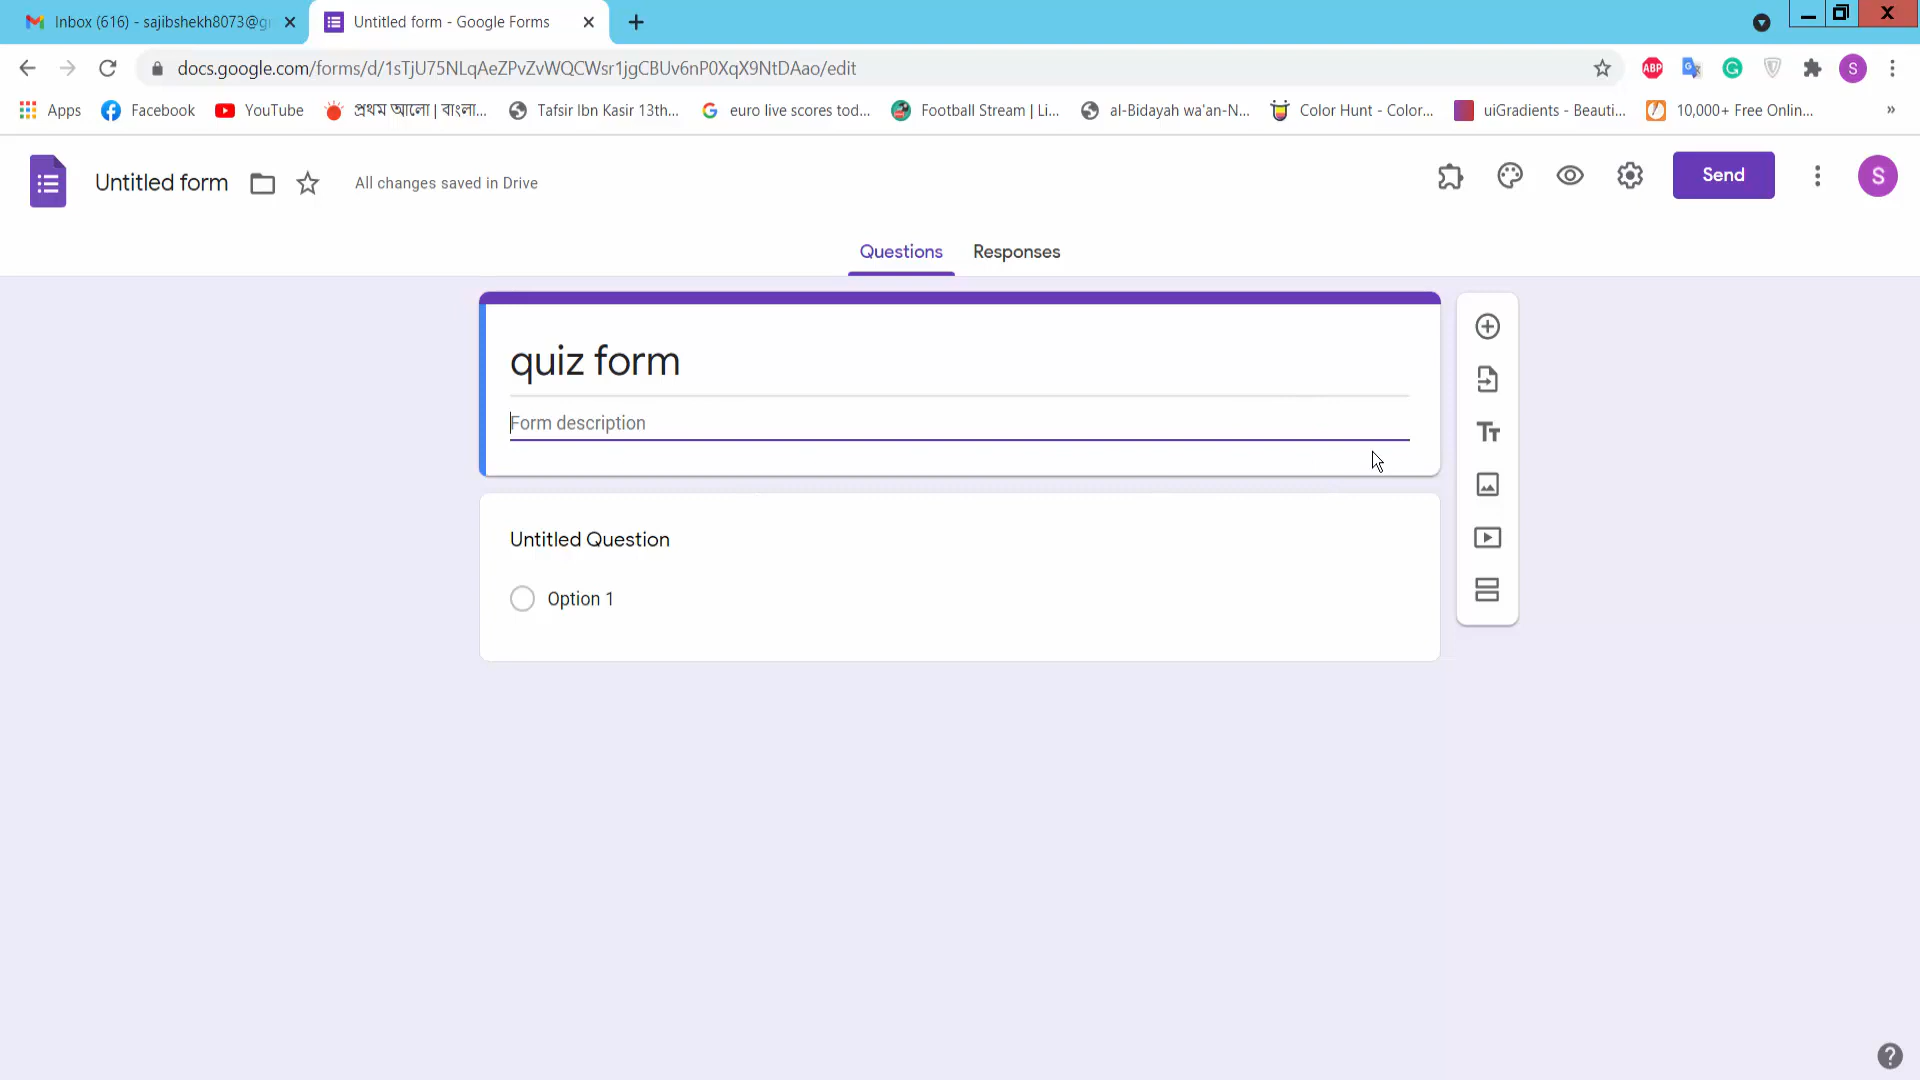 Inbox (616) - sajibshekh8073@g
Untitled form - Google Forms
docs.google.com/forms/d/1sTjU75NLqAeZPvZvWQCWsr1jgCBUv6nP0XqX9NtDAao/edit
ABP
S
Apps
Facebook
YouTube
প্রথম আলো | বাংলা...
Tafsir Ibn Kasir 13th...
euro live scores tod...
Football Stream | Li...
al-Bidayah wa'an-N...
Color Hunt - Color...
uiGradients - Beauti...
10,000+ Free Onlin...
»
Untitled form
All changes saved in Drive
Send
S
Questions
Responses
quiz form
Form description
Untitled Question
Option 1